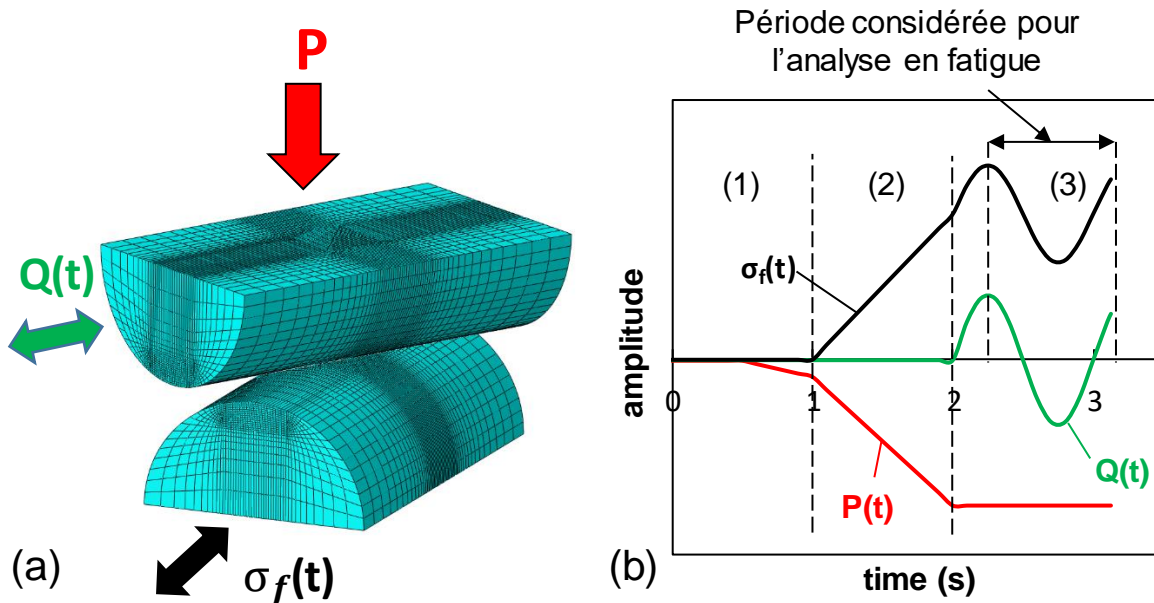 P
Q(t)
σf(t)
(a)
Période considérée pour
l’analyse en fatigue
(1)
(2)
(3)
σf(t)
amplitude
0
1
2
3
P(t)
Q(t)
time (s)
(b)